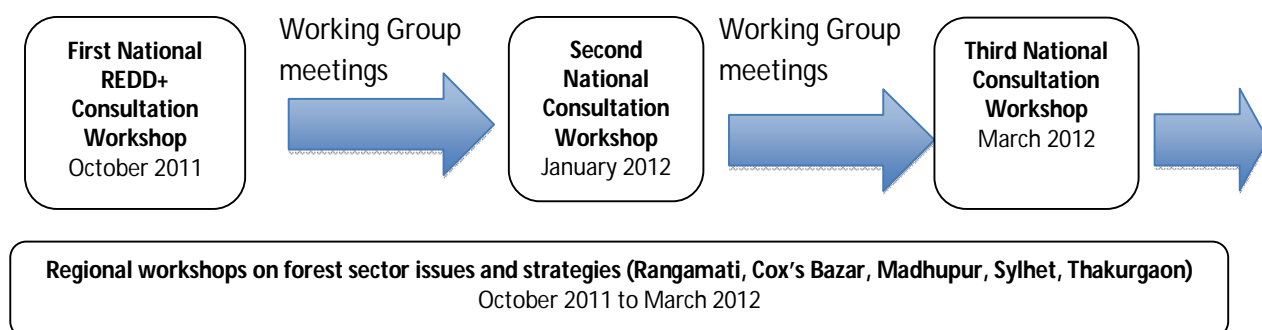 First National
REDD+
Consultation
Workshop
October 2011
Working Group
meetings
Second
National
Consultation
Workshop
January 2012
Working Group
meetings
Third National
Consultation
Workshop
March 2012
Regional workshops on forest sector issues and strategies (Rangamati, Cox's Bazar, Madhupur, Sylhet, Thakurgaon)
October 2011 to March 2012